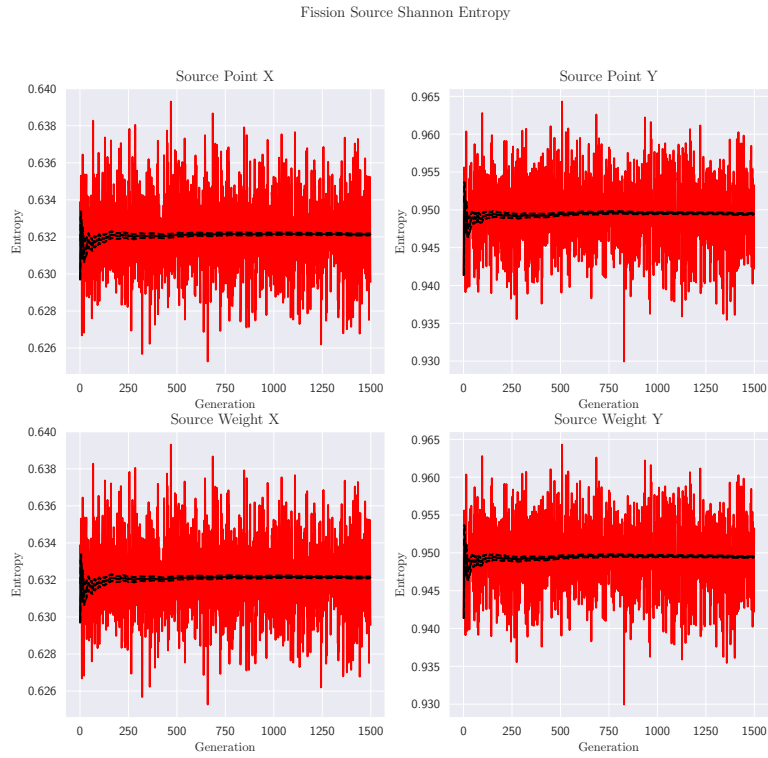 Fission Source Shannon Entropy
Source Point X
Source Point Y
0.640
0.638
0.636
0.634
0.632
0.630
0.628
0.626
Entropy
0 250 500 750 1000 1250 1500
Generation
0.965
0.960
0.955
0.950
0.945
0.940
0.935
0.930
Entropy
0 250 500 750 1000 1250 1500
Generation
Source Weight X
Source Weight Y
0.640
0.638
0.636
0.634
0.632
0.630
0.628
0.626
Entropy
0 250 500 750 1000 1250 1500
Generation
0.965
0.960
0.955
0.950
0.945
0.940
0.935
0.930
Entropy
0 250 500 750 1000 1250 1500
Generation